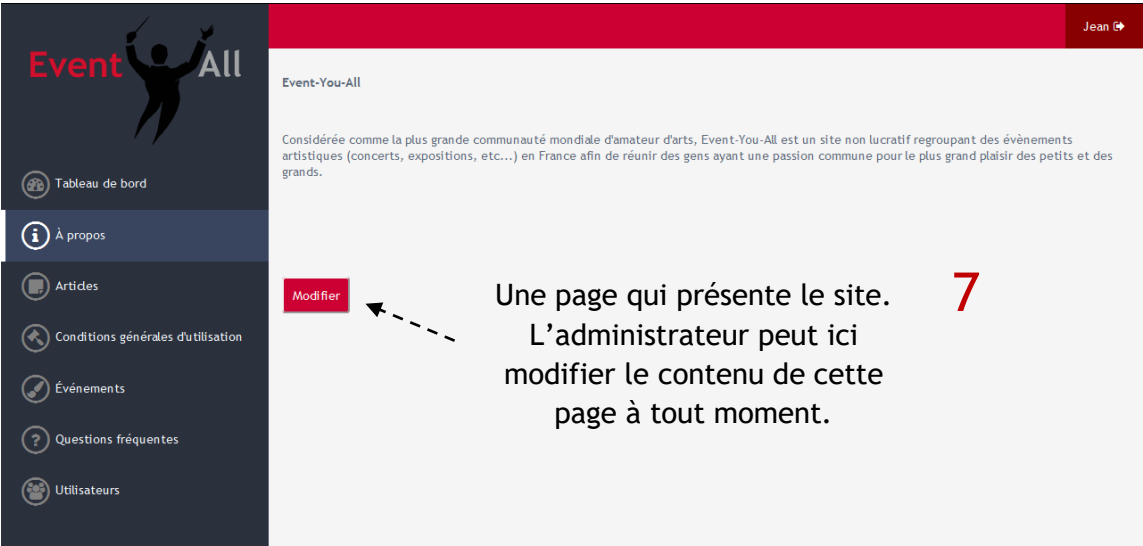 Event All
Jean
Event-You-All
Considérée comme la plus grande communauté mondiale d'amateur d'arts, Event-You-All est un site non lucratif regroupant des évènements
artistiques (concerts, expositions, etc...) en France afin de réunir des gens ayant une passion commune pour le plus grand plaisir des petits et des
grands.
Tableau de bord
À propos
Articles
Conditions générales d'utilisation
Événements
Questions fréquentes
Utilisateurs
Modifier
Une page qui présente le site.
L’administrateur peut ici
modifier le contenu de cette
page à tout moment.
7